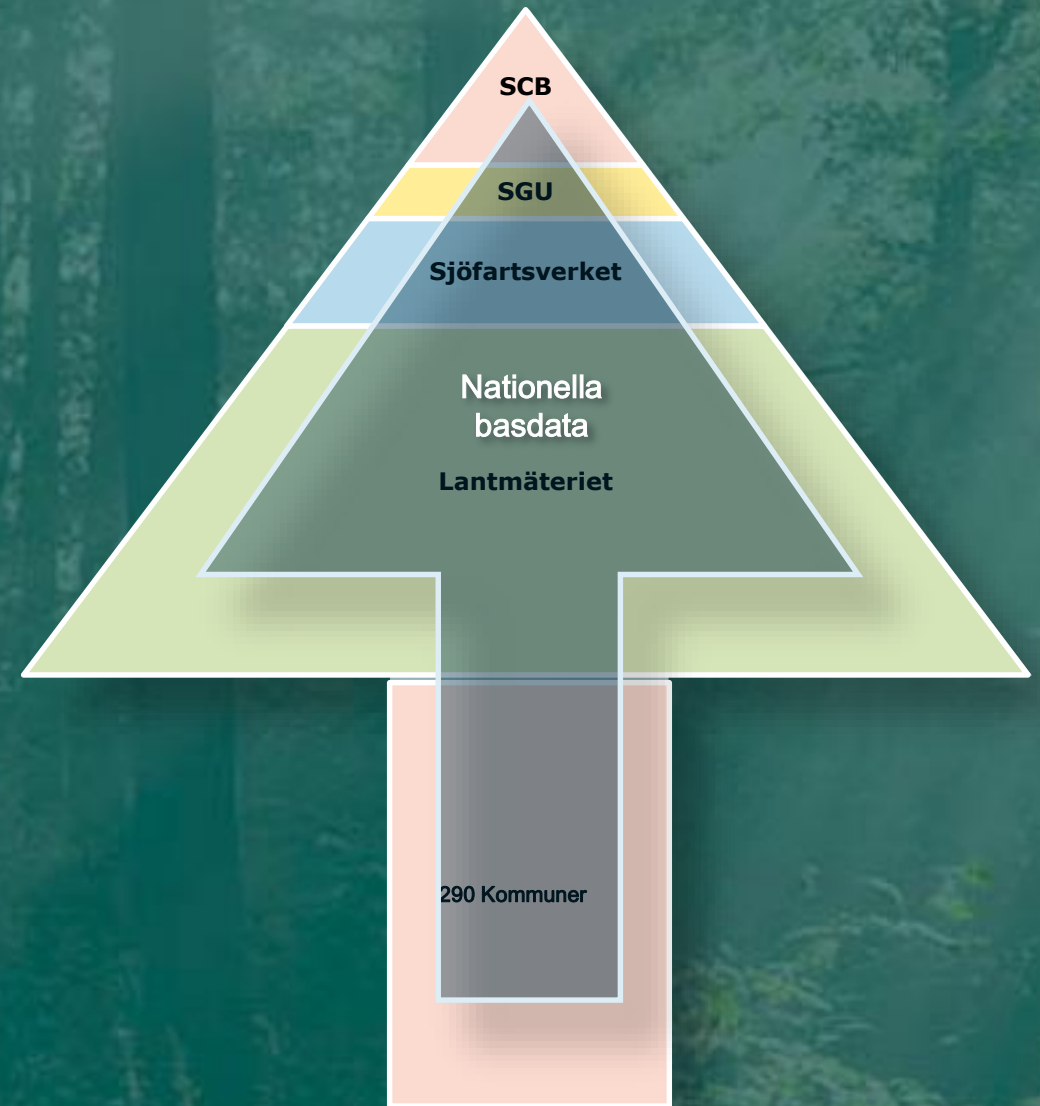 SCB
SGU
Sjöfartsverket
Nationella
basdata
Lantmäteriet
290 Kommuner